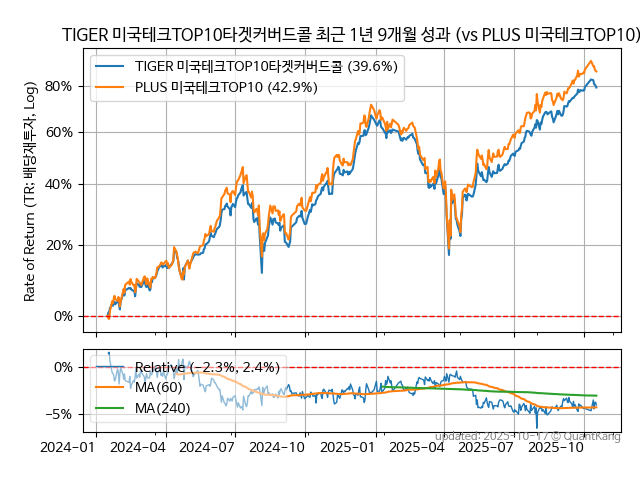 TIGER 미국테크TOP10타겟커버드콜 최근 1년 9개월 성과 (vs PLUS 미국테크TOP10)
TIGER 미국테크TOP10타겟커버드콜 (39.6%)
PLUS 미국테크TOP10 (42.9%)
Rate of Return (TR: 배당재투자, Log)
80%
60%
40%
20%
0%
Relative (−2.3%, 2.4%)
MA(60)
MA(240)
0%
−5%
2024−01 2024−04 2024−07 2024−10 2025−01 2025−04 2025−07 2025−10
updated: 2025-10-17 © QuantKang